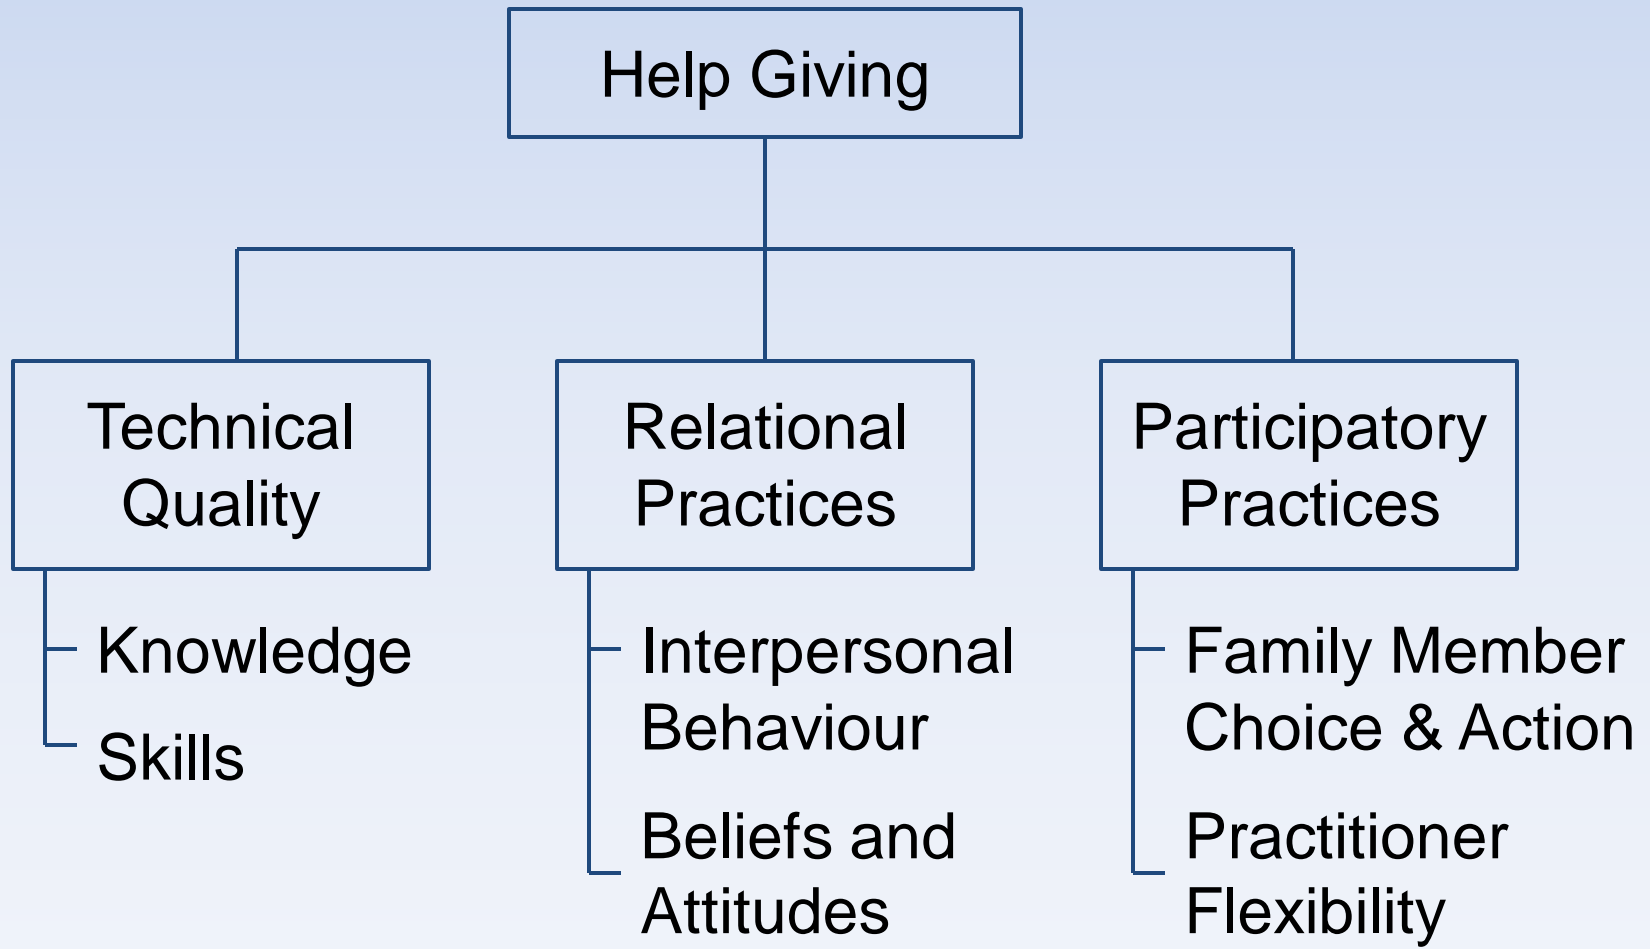 Help Giving
Technical
Quality
Knowledge
Skills
Relational
Practices
Interpersonal
Behaviour
Beliefs and
Attitudes
Participatory
Practices
Family Member
Choice & Action
Practitioner
Flexibility